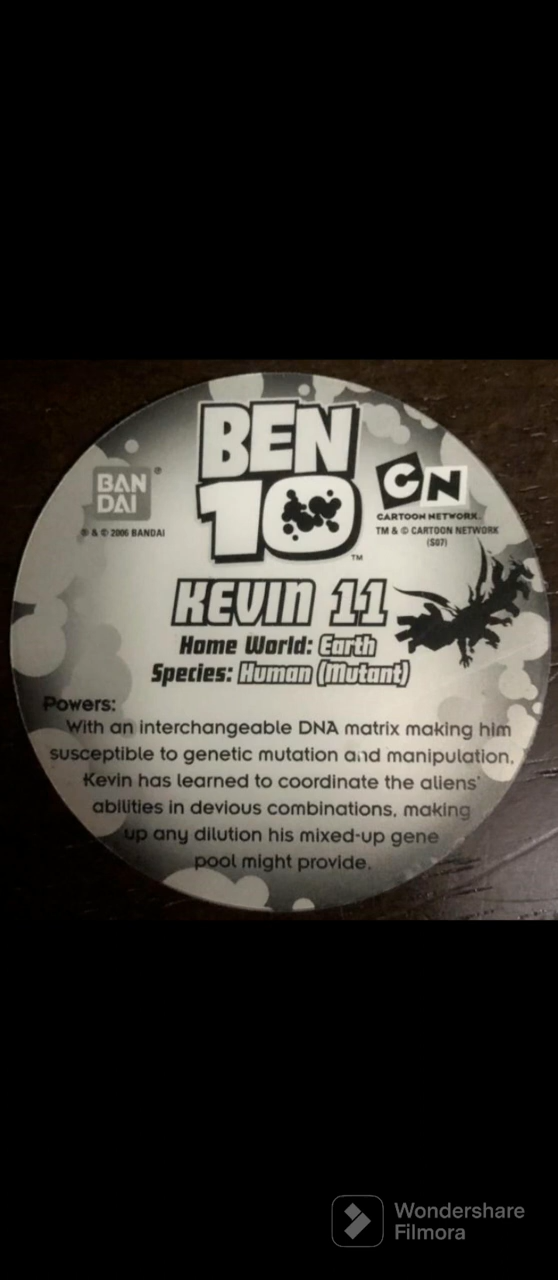 BEN
10™
BAN
DAI®
® & © 2006 BANDAI
CN
CARTOON NETWORK.
TM & © CARTOON NETWORK
(S07)
KEVIN 11
Home World: Earth
Species: Human (Mutant)
Powers:
With an interchangeable DNA matrix making him
susceptible to genetic mutation and manipulation,
Kevin has learned to coordinate the aliens'
abilities in devious combinations, making
up any dilution his mixed-up gene
pool might provide.
Wondershare
Filmora